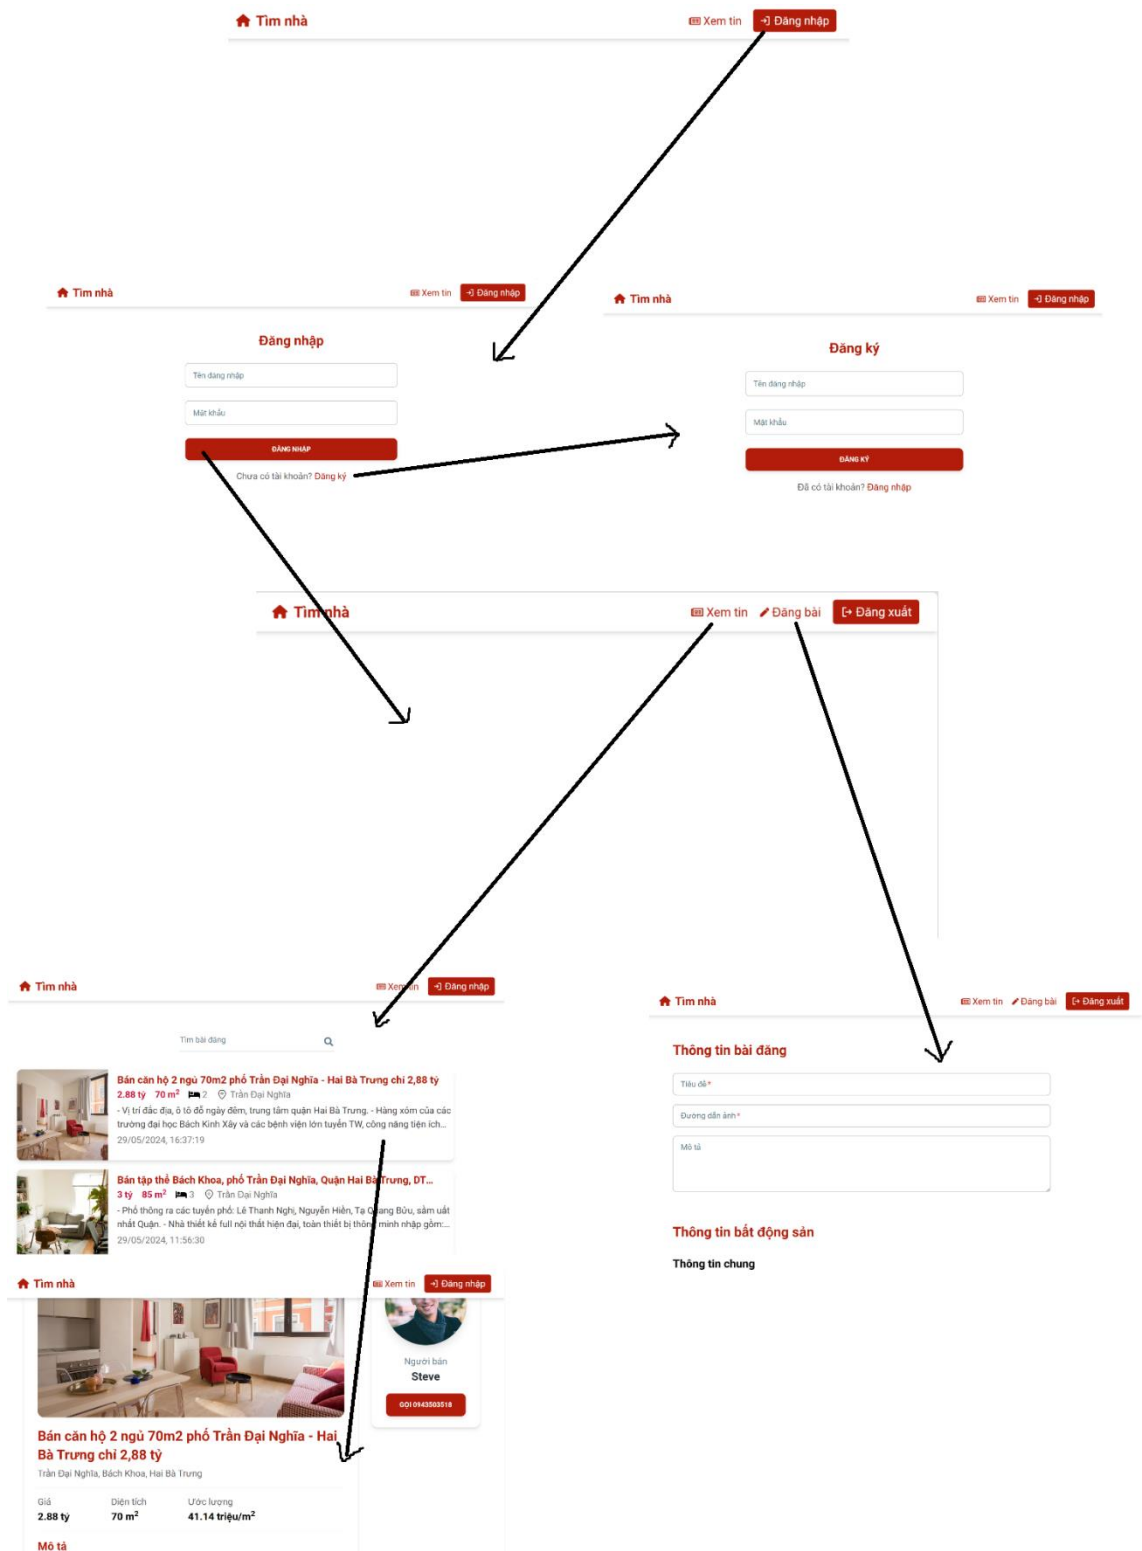 Tìm nhà
Xem tin
Đăng nhập
Tìm nhà
Xem tin
Đăng nhập
Đăng nhập
Tên đăng nhập
Mật khẩu
ĐĂNG NHẬP
Chưa có tài khoản? Đăng ký
Tìm nhà
Xem tin
Đăng nhập
Đăng ký
Tên đăng nhập
Mật khẩu
ĐĂNG KÝ
Đã có tài khoản? Đăng nhập
Tìm nhà
Xem tin
Đăng bài
Đăng xuất
Tìm nhà
Xem tin
Đăng nhập
Tìm bài đăng
Bán căn hộ 2 ngủ 70m2 phố Trần Đại Nghĩa - Hai Bà Trưng chỉ 2,88 tỷ
2.88 tỷ 70 m² 2 Trần Đại Nghĩa
- Vị trí đắc địa, ô tô đỗ ngày đêm, trung tâm quận Hai Bà Trưng. - Hàng xóm của các
trường đại học Bách Kinh Xây và các bệnh viện lớn tuyến TW, công năng tiện ích...
29/05/2024, 16:37:19
Bán tập thể Bách Khoa, phố Trần Đại Nghĩa, Quận Hai Bà Trưng, DT...
3 tỷ 85 m² 3 Trần Đại Nghĩa
- Phố thông ra các tuyến phố: Lê Thanh Nghị, Nguyễn Hiền, Tạ Quang Bửu, sầm uất
nhất Quận. - Nhà thiết kế full nội thất hiện đại, toàn thiết bị thông minh nhập gồm:...
29/05/2024, 11:56:30
Tìm nhà
Xem tin
Đăng nhập
Người bán
Steve
GỌI 0943503518
Bán căn hộ 2 ngủ 70m2 phố Trần Đại Nghĩa - Hai
Bà Trưng chỉ 2,88 tỷ
Trần Đại Nghĩa, Bách Khoa, Hai Bà Trưng
Giá Diện tích Ước lượng
2.88 tỷ 70 m² 41.14 triệu/m²
Mô tả
Tìm nhà
Xem tin
Đăng bài
Đăng xuất
Thông tin bài đăng
Tiêu đề *
Đường dẫn ảnh *
Mô tả
Thông tin bất động sản
Thông tin chung